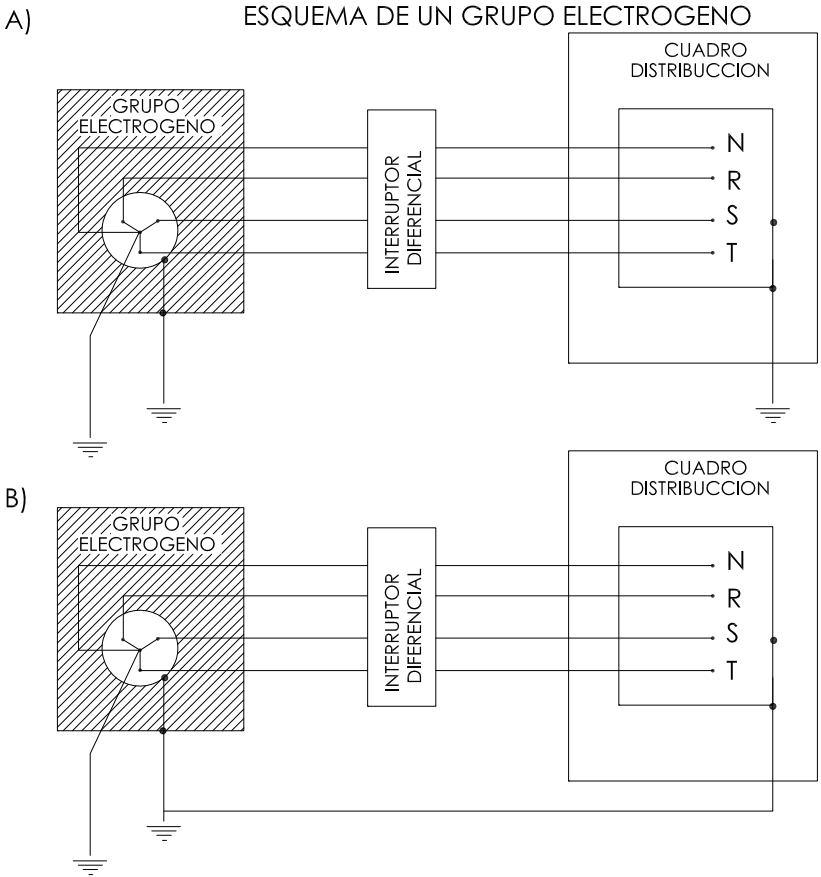 A)
ESQUEMA DE UN GRUPO ELECTROGENO
CUADRO
DISTRIBUCCION
GRUPO
ELECTROGENO
INTERRUPTOR
DIFERENCIAL
N
R
S
T
B)
CUADRO
DISTRIBUCCION
GRUPO
ELECTROGENO
INTERRUPTOR
DIFERENCIAL
N
R
S
T